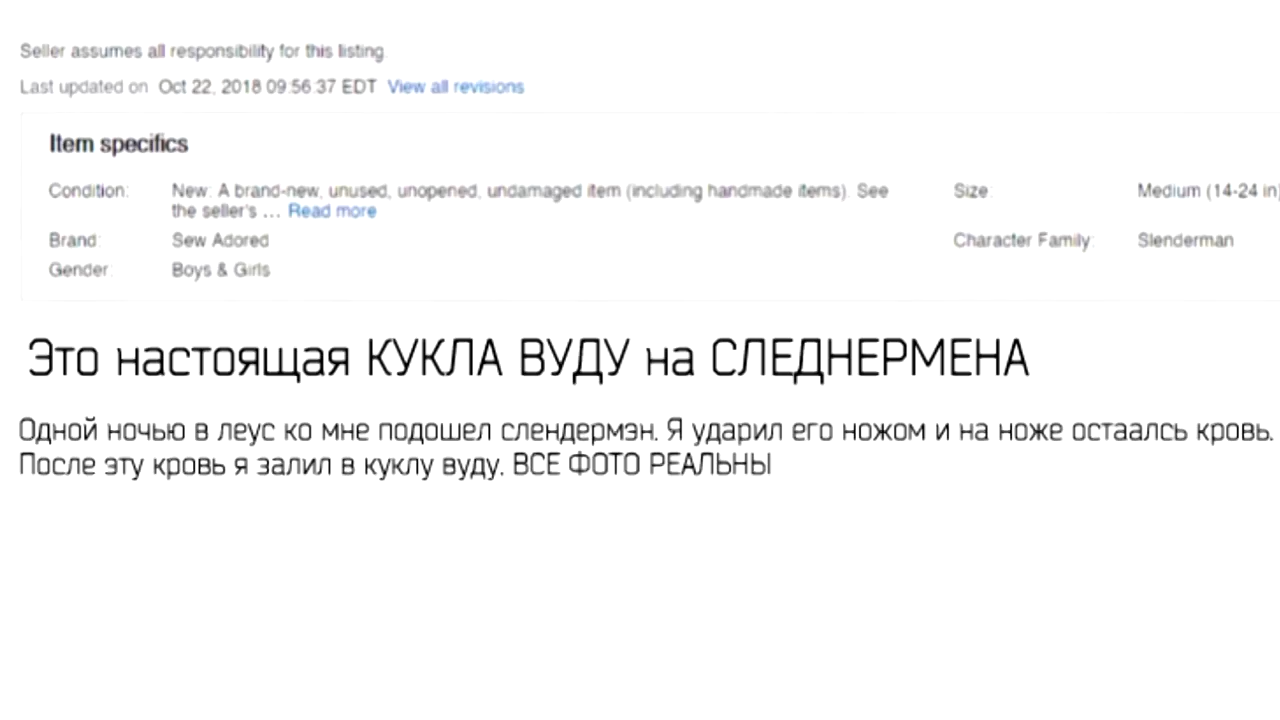 Seller assumes all responsibility for this listing.
Last updated on Oct 22, 2018 09:56:37 EDT View all revisions
Item specifics
Condition: New: A brand-new, unused, unopened, undamaged item (including handmade items). See the seller's ... Read more
Size: Medium (14-24 in)
Brand: Sew Adored
Character Family: Slenderman
Gender: Boys & Girls
Это настоящая КУКЛА ВУДУ на СЛЕДНЕРМЕНА
Одной ночью в леус ко мне подошел слендермэн. Я ударил его ножом и на ноже остаалсь кровь.
После эту кровь я залил в куклу вуду. ВСЕ ФОТО РЕАЛЬНЫ